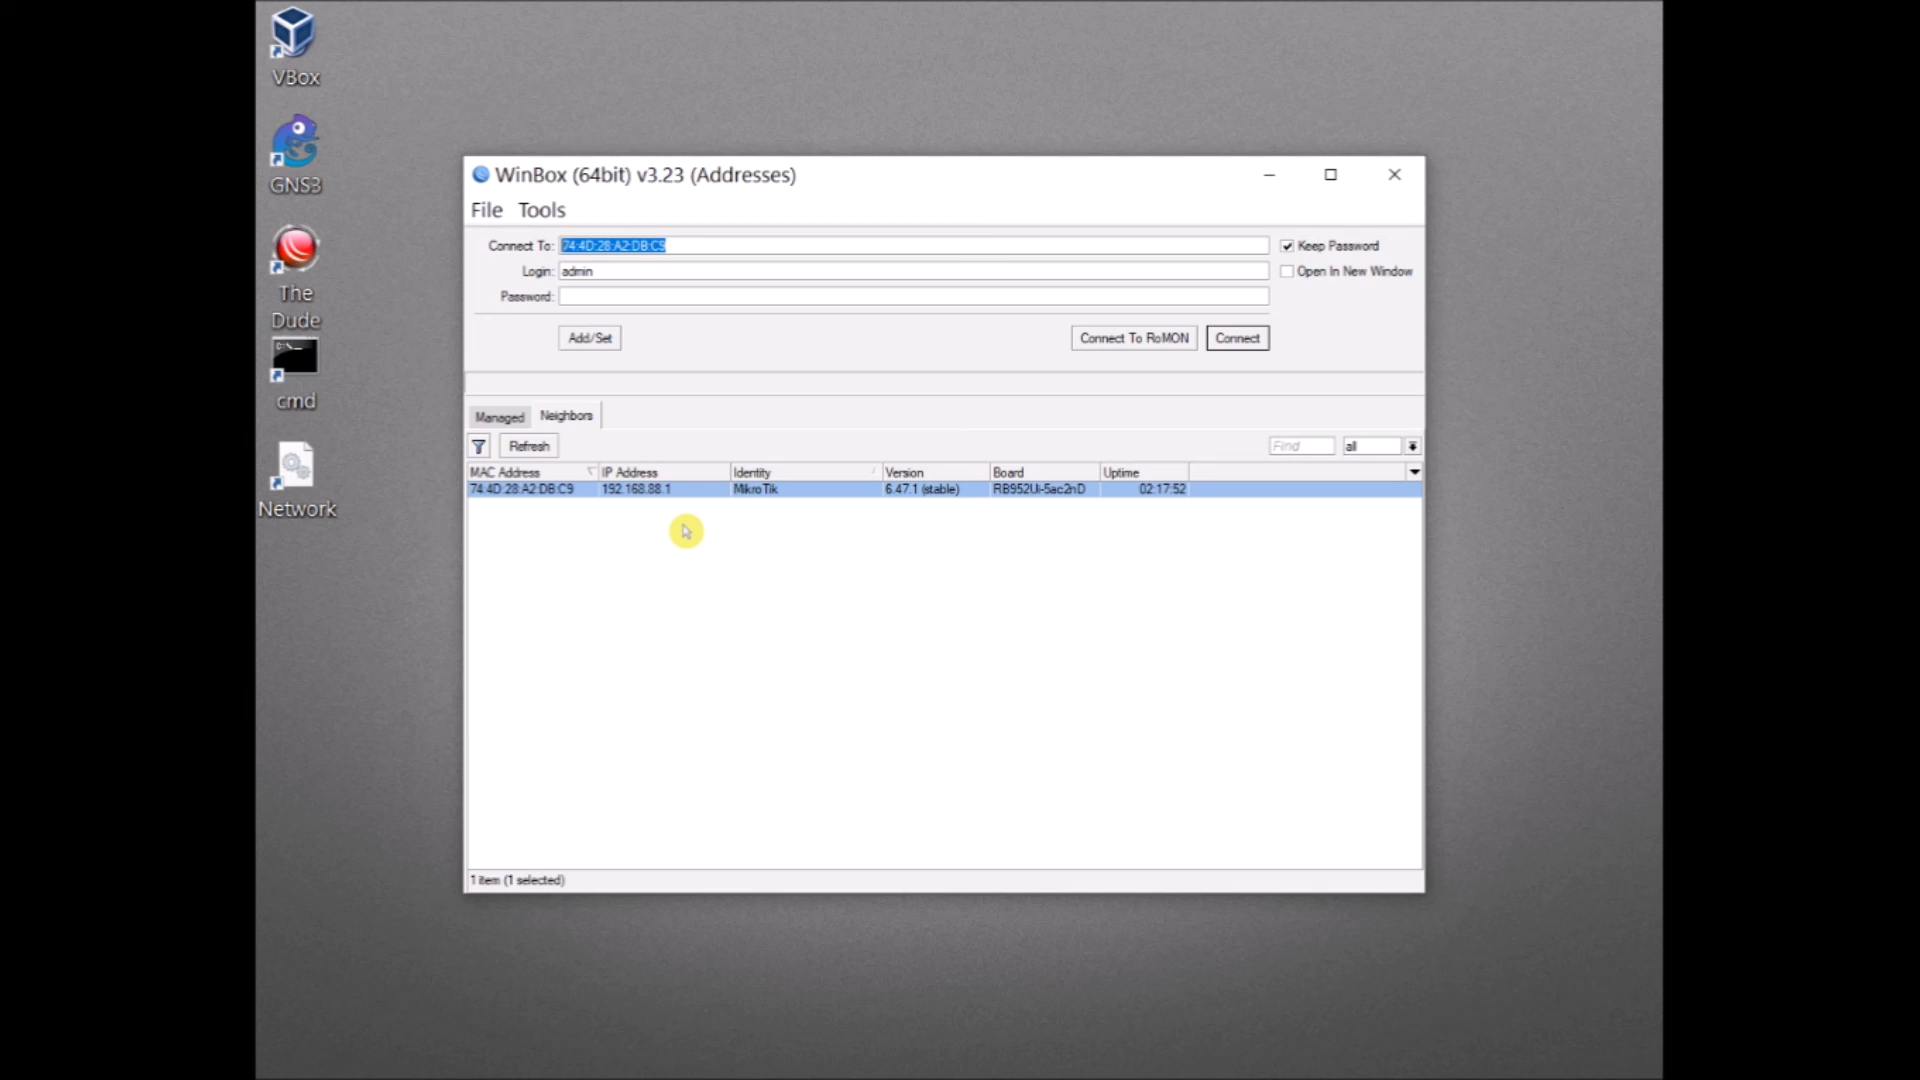 VBox
GNS3
The
Dude
cmd
Network
WinBox (64bit) v3.23 (Addresses)
File Tools
Connect To: 74:4D:28:A2:DB:C9 Keep Password
Login: admin Open In New Window
Password:
Add/Set Connect To RoMON Connect
Managed Neighbors
Refresh Find all
MAC Address IP Address Identity Version Board Uptime
74:4D:28:A2:DB:C9 192.168.88.1 MikroTik 6.47.1 (stable) RB952Ui-5ac2nD 02:17:52
1 item (1 selected)